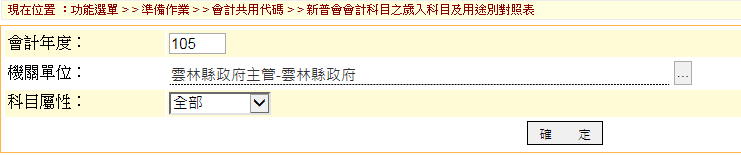 現在位置：功能選單>>準備作業>>會計共用代碼>>新普會會計科目之歲入科目及用途別對照表
會計年度： 105
機關單位： 雲林縣政府主管-雲林縣政府 ...
科目屬性： 全部
確 定